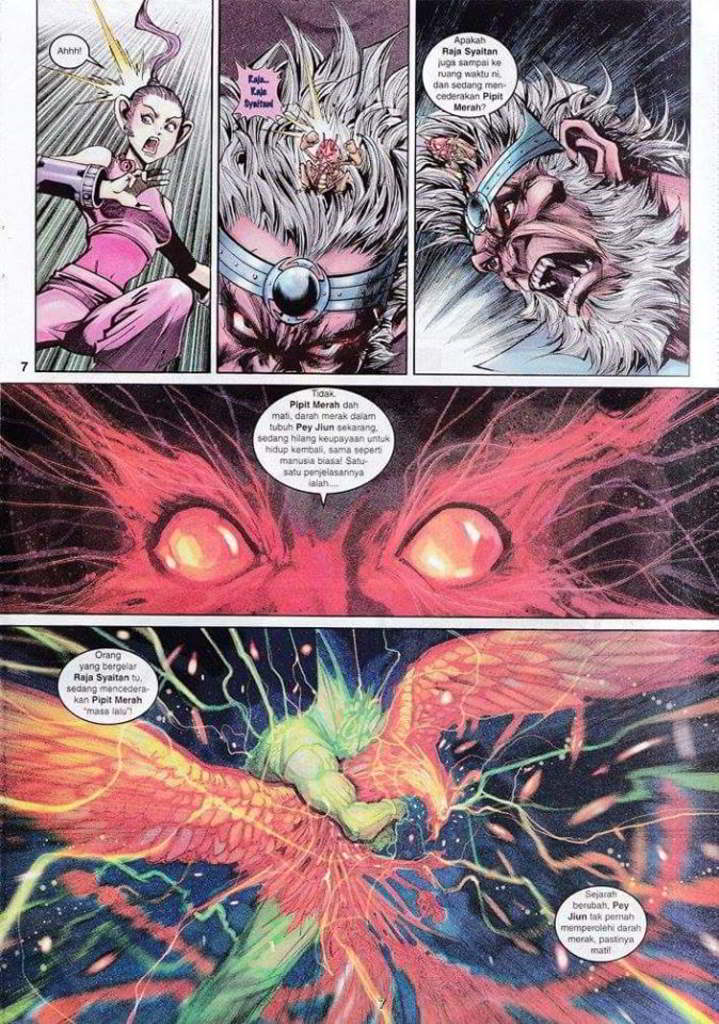 Ahhh!
Raja...
Raja
Syaitan!
Apakah
Raja Syaitan
juga sampai ke
ruang waktu ni,
dan sedang men-
cederakan Pipit
Merah?
7
Tidak.
Pipit Merah dah
mati, darah merak dalam
tubuh Pey Jiun sekarang,
sedang hilang keupayaan untuk
hidup kembali, sama seperti
manusia biasa! Satu-
satu penjelasannya
ialah....
Orang
yang bergelar
Raja Syaitan tu,
sedang mencedera-
kan Pipit Merah
"masa lalu"!
Sejarah
berubah, Pey
Jiun tak pernah
memperolehi darah
merak, pastinya
mati!
7